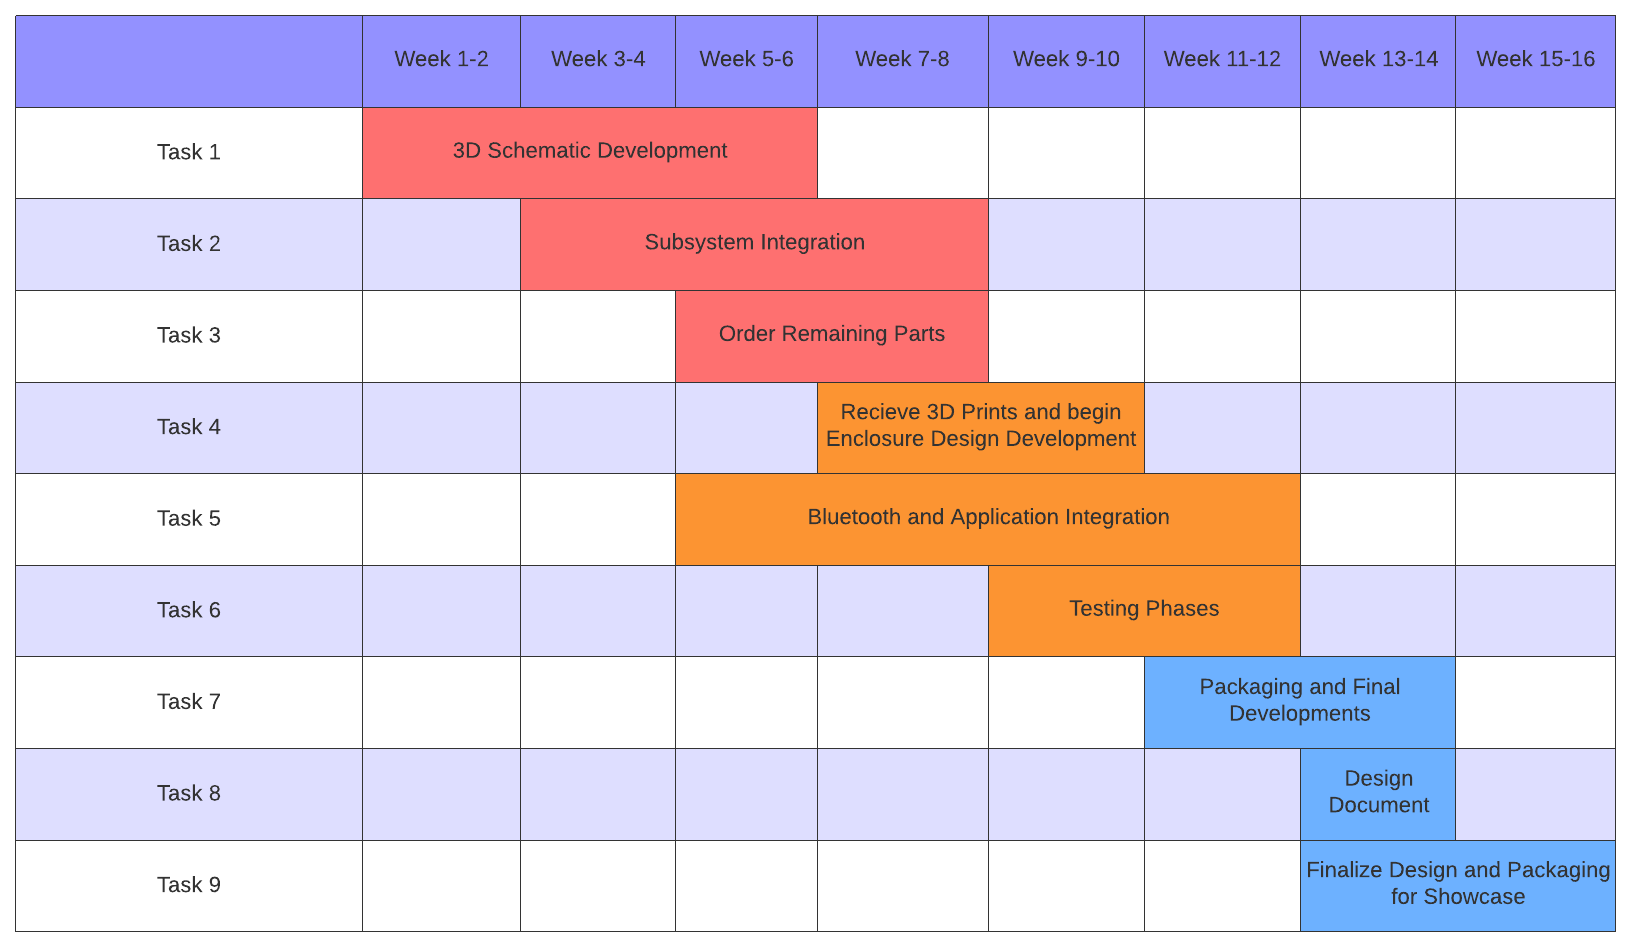 Week 1-2
Week 3-4
Week 5-6
Week 7-8
Week 9-10
Week 11-12
Week 13-14
Week 15-16
Task 1
3D Schematic Development
Task 2
Subsystem Integration
Task 3
Order Remaining Parts
Task 4
Recieve 3D Prints and begin
Enclosure Design Development
Task 5
Bluetooth and Application Integration
Task 6
Testing Phases
Task 7
Packaging and Final
Developments
Task 8
Design
Document
Task 9
Finalize Design and Packaging
for Showcase